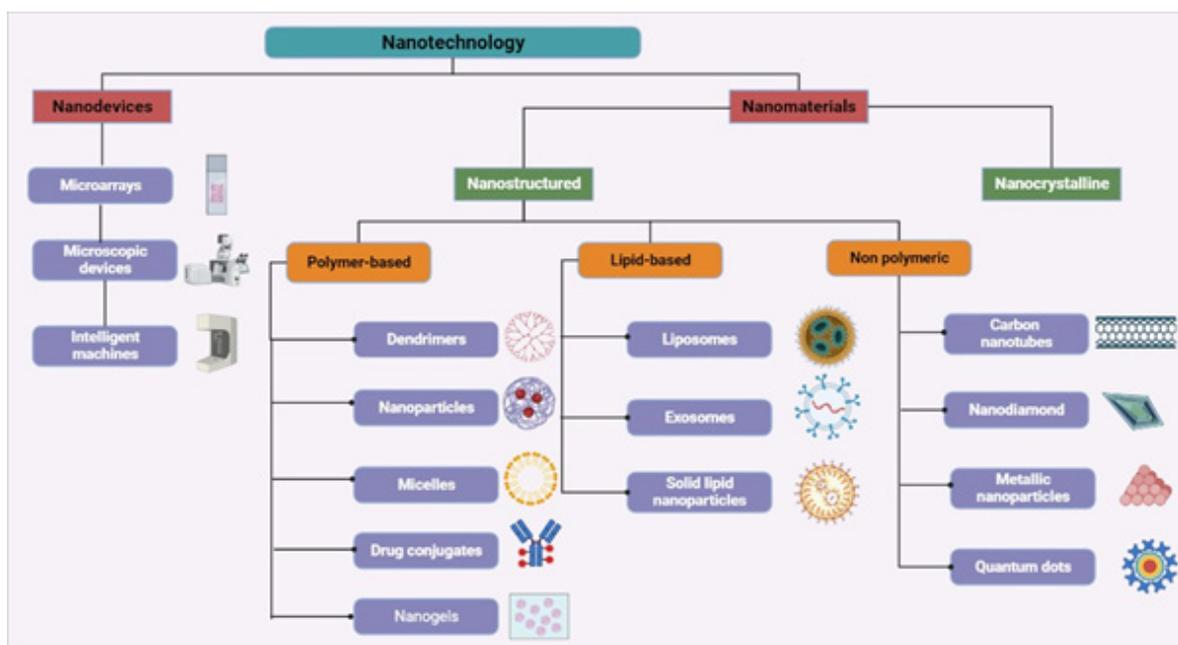 Nanotechnology
Nanodevices
Nanomaterials
Microarrays
Nanostructured
Nanocrystalline
Microscopic
devices
Polymer-based
Lipid-based
Non polymeric
Intelligent
machines
Dendrimers
Liposomes
Carbon
nanotubes
Nanoparticles
Exosomes
Nanodiamond
Micelles
Solid lipid
nanoparticles
Metallic
nanoparticles
Drug conjugates
Quantum dots
Nanogels